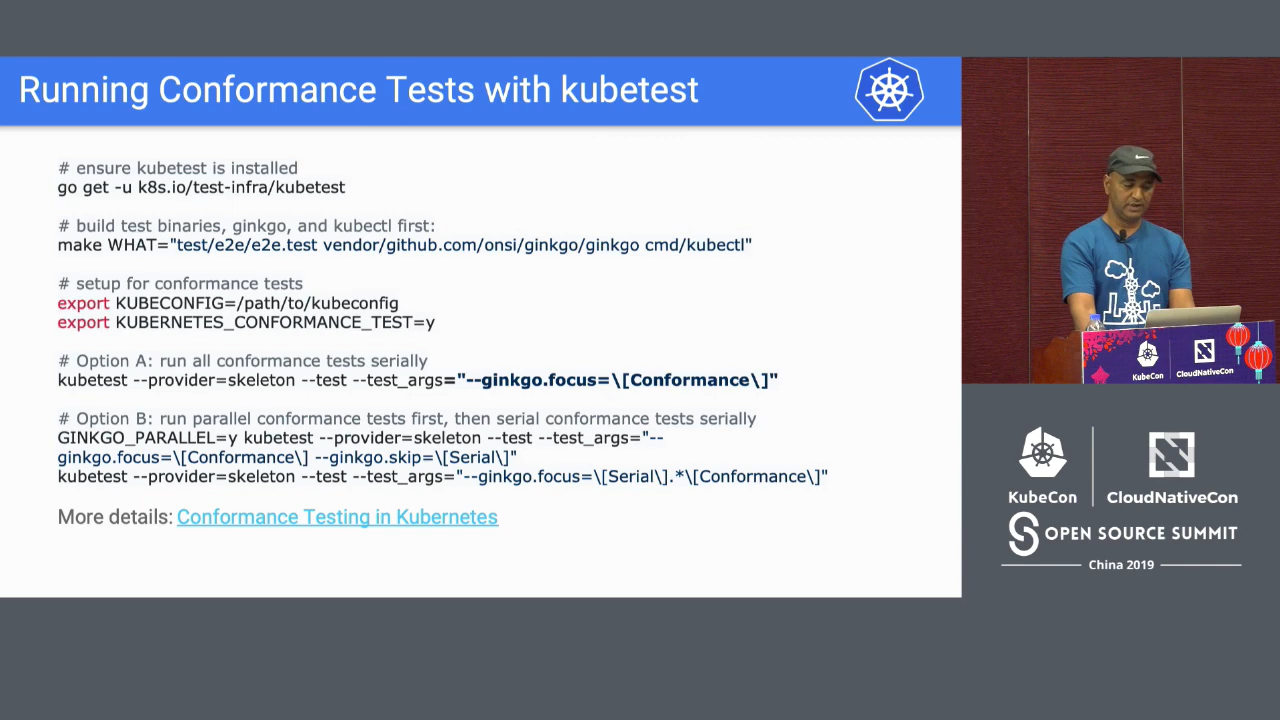 Running Conformance Tests with kubetest
# ensure kubetest is installed
go get -u k8s.io/test-infra/kubetest
# build test binaries, ginkgo, and kubectl first:
make WHAT="test/e2e/e2e.test vendor/github.com/onsi/ginkgo/ginkgo cmd/kubectl"
# setup for conformance tests
export KUBECONFIG=/path/to/kubeconfig
export KUBERNETES_CONFORMANCE_TEST=y
# Option A: run all conformance tests serially
kubetest --provider=skeleton --test --test_args="--ginkgo.focus=\[Conformance\]"
# Option B: run parallel conformance tests first, then serial conformance tests serially
GINKGO_PARALLEL=y kubetest --provider=skeleton --test --test_args="--
ginkgo.focus=\[Conformance\] --ginkgo.skip=\[Serial\]"
kubetest --provider=skeleton --test --test_args="--ginkgo.focus=\[Serial\].*\[Conformance\]"
More details: Conformance Testing in Kubernetes
KubeCon
CloudNativeCon
KubeCon
CloudNativeCon
OPEN SOURCE SUMMIT
China 2019